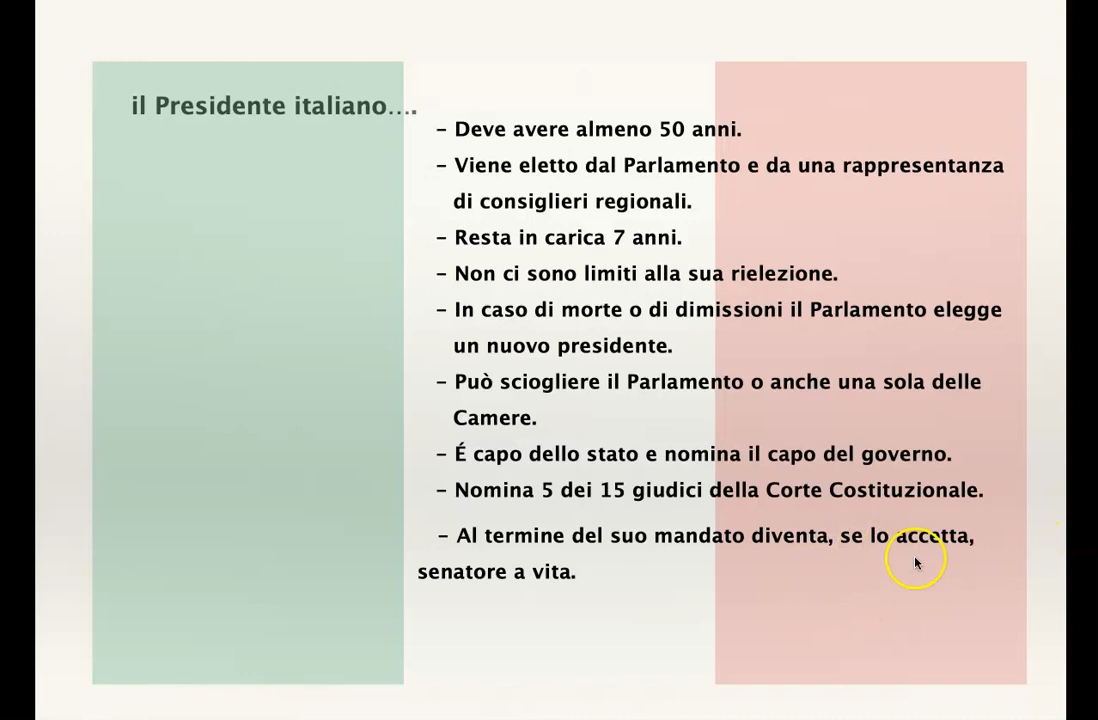 il Presidente italiano….
– Deve avere almeno 50 anni.
– Viene eletto dal Parlamento e da una rappresentanza
di consiglieri regionali.
– Resta in carica 7 anni.
– Non ci sono limiti alla sua rielezione.
– In caso di morte o di dimissioni il Parlamento elegge
un nuovo presidente.
– Può sciogliere il Parlamento o anche una sola delle
Camere.
– É capo dello stato e nomina il capo del governo.
– Nomina 5 dei 15 giudici della Corte Costituzionale.
– Al termine del suo mandato diventa, se lo accetta,
senatore a vita.